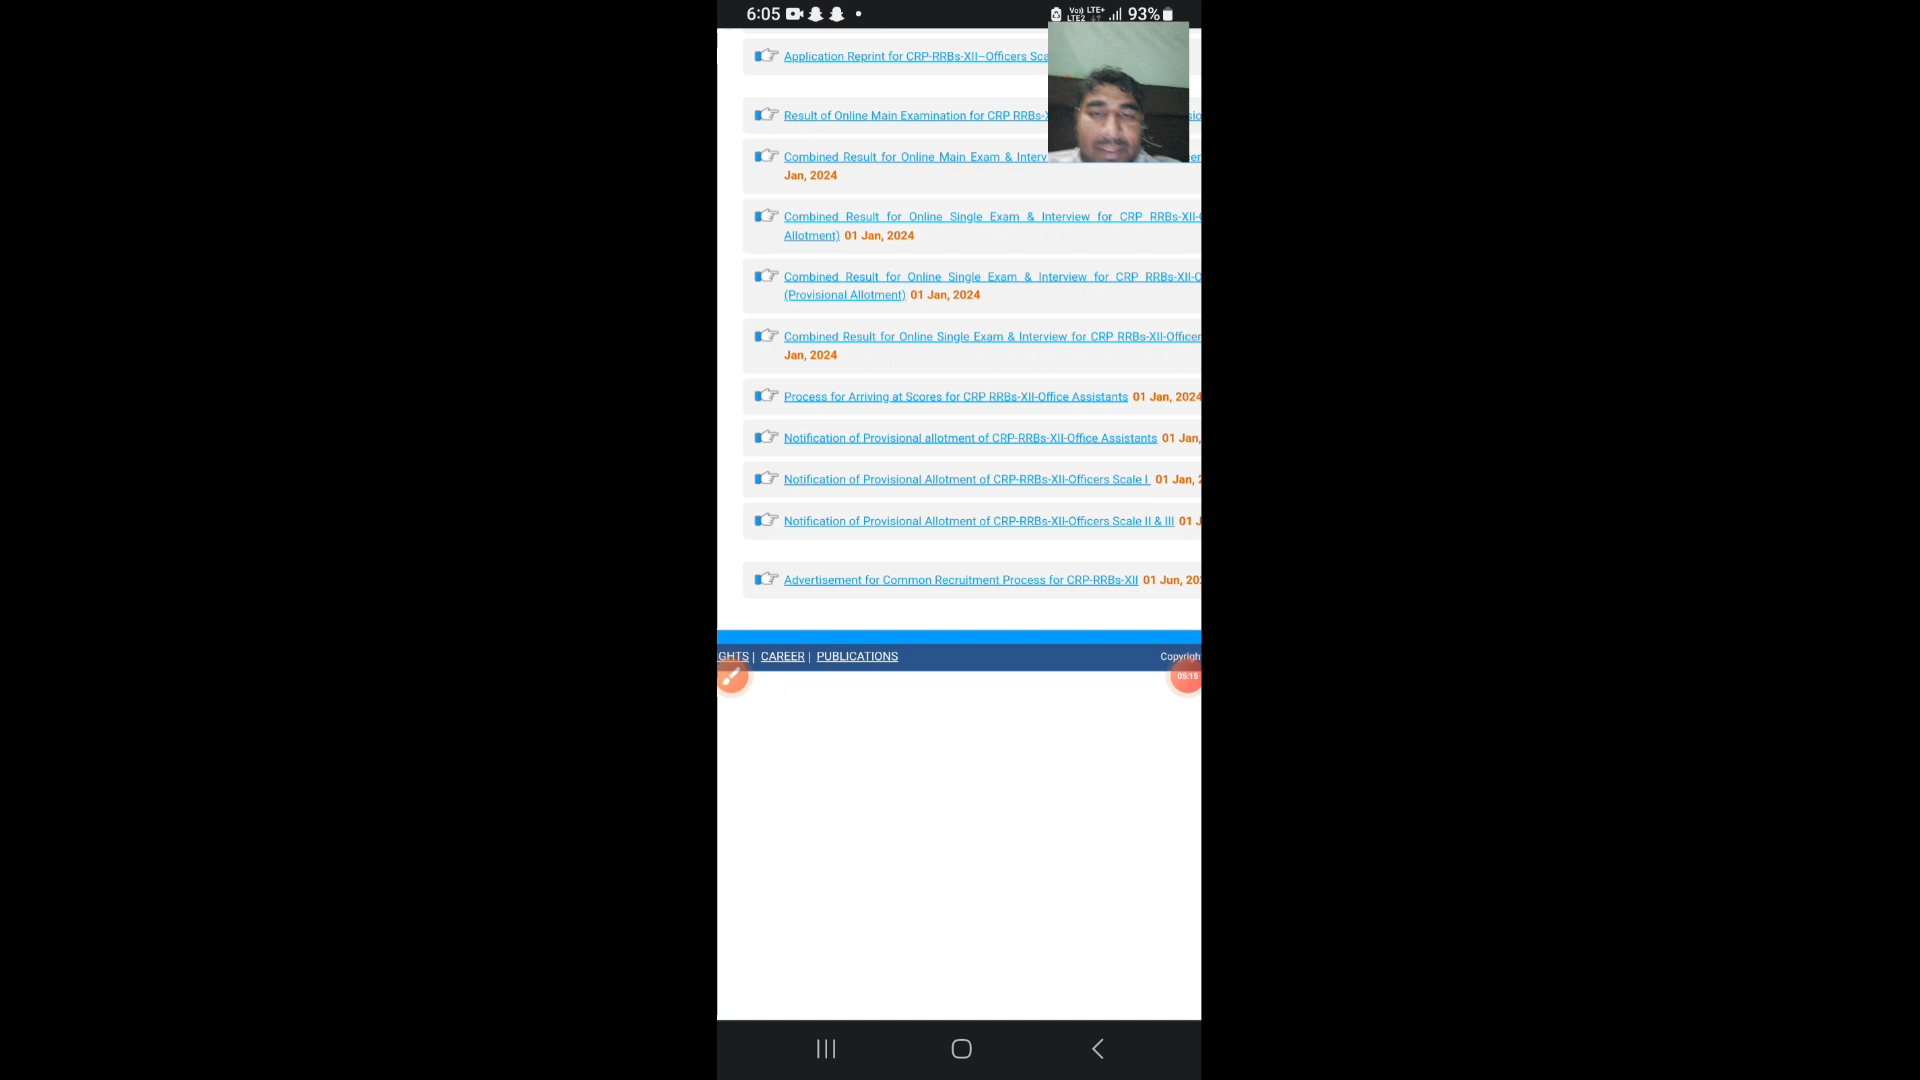 6:05
Vo) LTE+
LTE2
93%
Application Reprint for CRP-RRBs-XII–Officers
Result of Online Main Examination for CRP
Combined Result for Online Main Exam &
Jan, 2024
Combined Result for Online Single Exam & Interview for CRP RRBs-XII-
Allotment) 01 Jan, 2024
Combined Result for Online Single Exam & Interview for CRP RRBs-XII-
(Provisional Allotment) 01 Jan, 2024
Combined Result for Online Single Exam & Interview for CRP RRBs-XII-Officer
Jan, 2024
Process for Arriving at Scores for CRP RRBs-XII-Office Assistants 01 Jan, 2024
Notification of Provisional allotment of CRP-RRBs-XII-Office Assistants 01 Jan,
Notification of Provisional Allotment of CRP-RRBs-XII-Officers Scale I 01 Jan,
Notification of Provisional Allotment of CRP-RRBs-XII-Officers Scale II & III 01
Advertisement for Common Recruitment Process for CRP-RRBs-XII 01 Jun,
GHTS | CAREER | PUBLICATIONS
Copyrigh
05:15